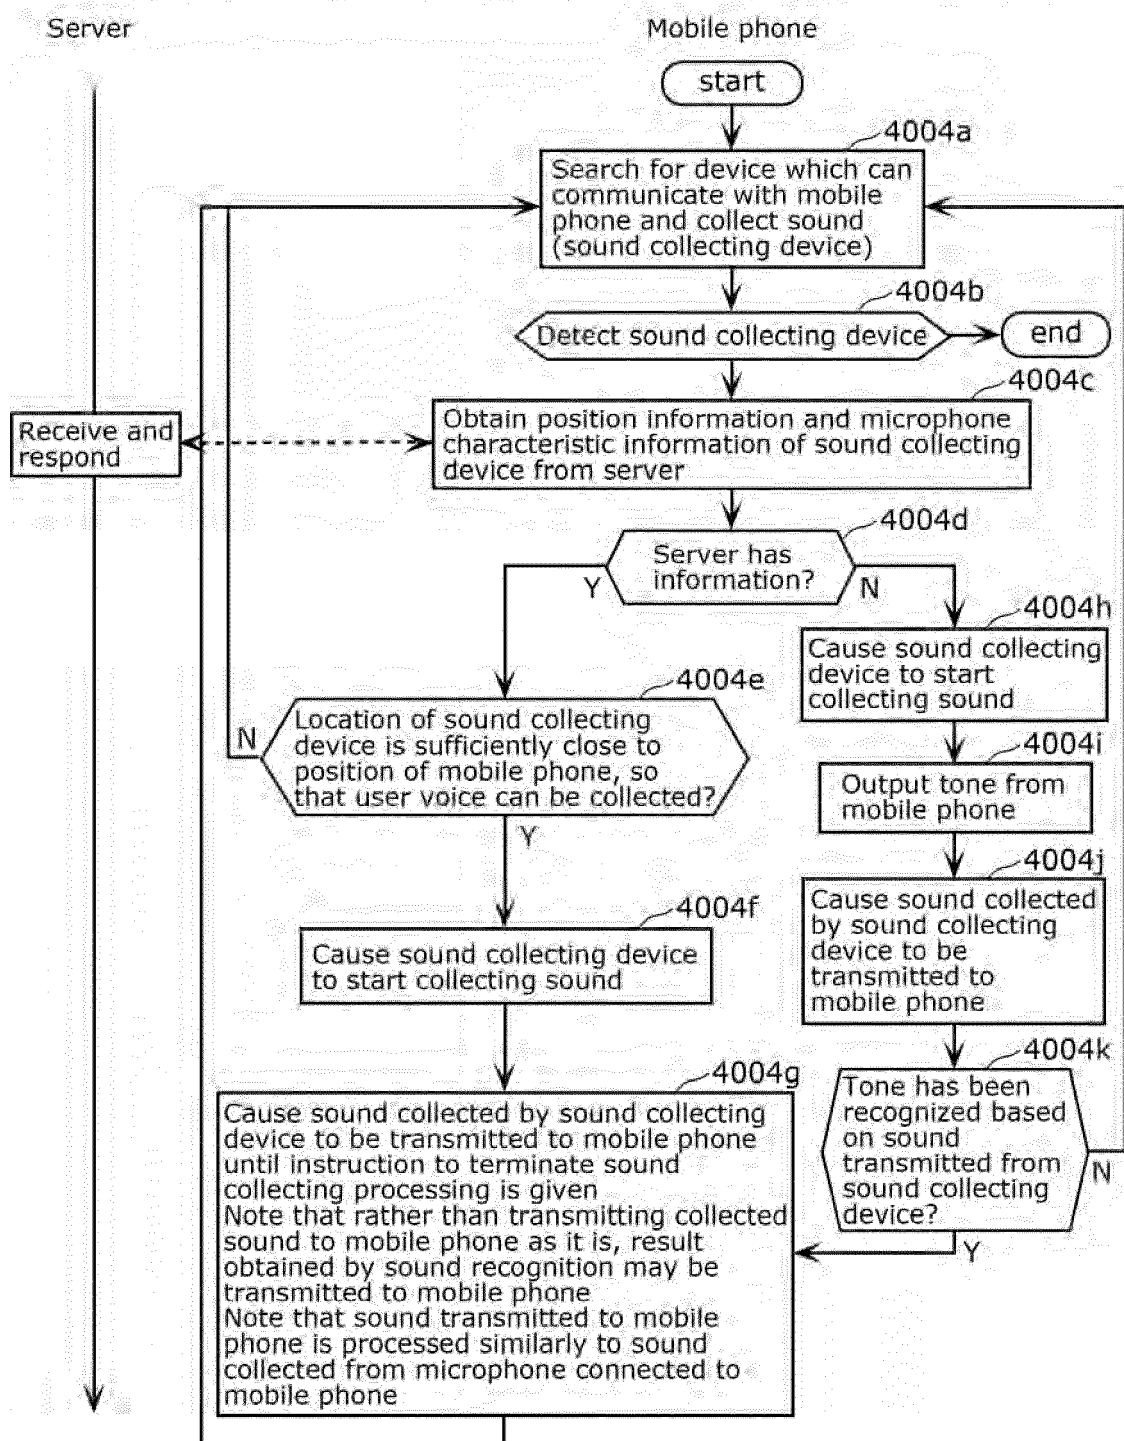 Server
Mobile phone
start
4004a
Search for device which can
communicate with mobile
phone and collect sound
(sound collecting device)
4004b
Detect sound collecting device
end
4004c
Obtain position information and microphone
characteristic information of sound collecting
device from server
Receive and
respond
4004d
Server has
information?
Y
N
4004h
Cause sound collecting
device to start
collecting sound
4004e
Location of sound collecting
device is sufficiently close to
position of mobile phone, so
that user voice can be collected?
N
Y
4004i
Output tone from
mobile phone
4004j
Cause sound collected
by sound collecting
device to be
transmitted to
mobile phone
4004f
Cause sound collecting device
to start collecting sound
4004k
Tone has been
recognized based
on sound
transmitted from
sound collecting
device?
N
Y
4004g
Cause sound collected by sound collecting
device to be transmitted to mobile phone
until instruction to terminate sound
collecting processing is given
Note that rather than transmitting collected
sound to mobile phone as it is, result
obtained by sound recognition may be
transmitted to mobile phone
Note that sound transmitted to mobile
phone is processed similarly to sound
collected from microphone connected to
mobile phone